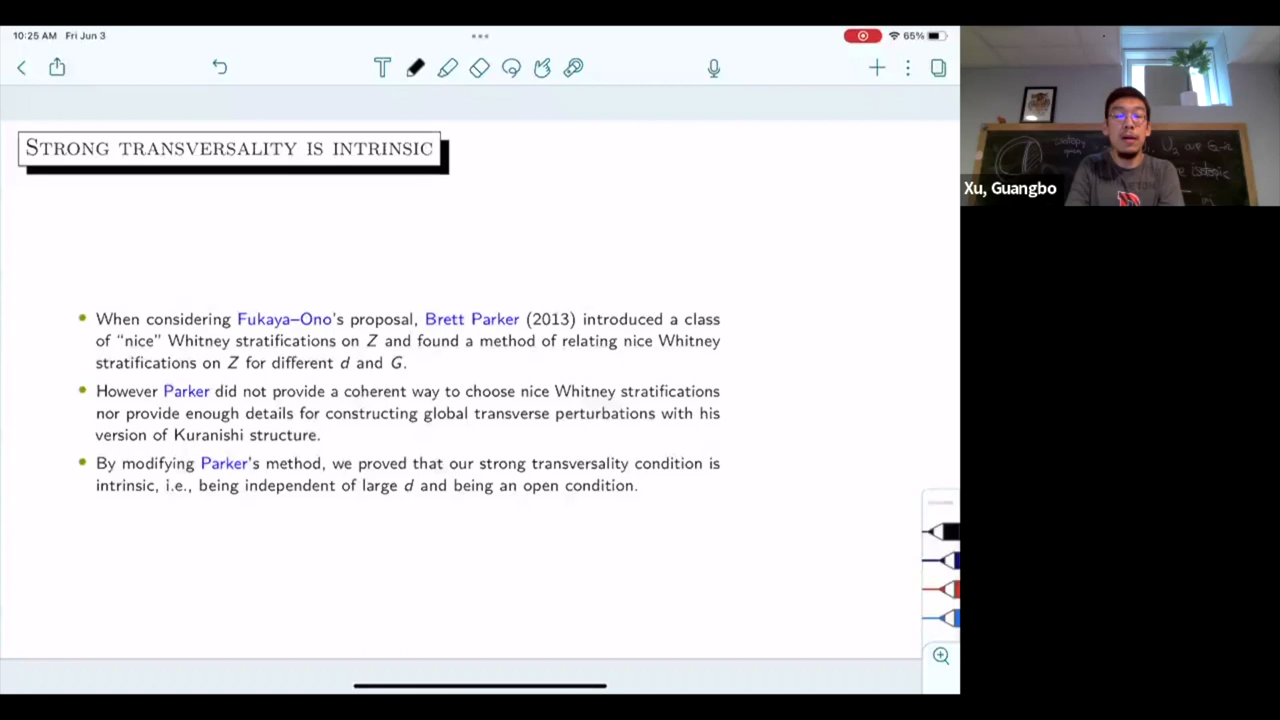 10:25 AM Fri Jun 3
65%
STRONG TRANSVERSALITY IS INTRINSIC
When considering Fukaya–Ono's proposal, Brett Parker (2013) introduced a class
of “nice” Whitney stratifications on Z and found a method of relating nice Whitney
stratifications on Z for different d and G.
However Parker did not provide a coherent way to choose nice Whitney stratifications
nor provide enough details for constructing global transverse perturbations with his
version of Kuranishi structure.
By modifying Parker's method, we proved that our strong transversality condition is
intrinsic, i.e., being independent of large d and being an open condition.
Xu, Guangbo
isotopic